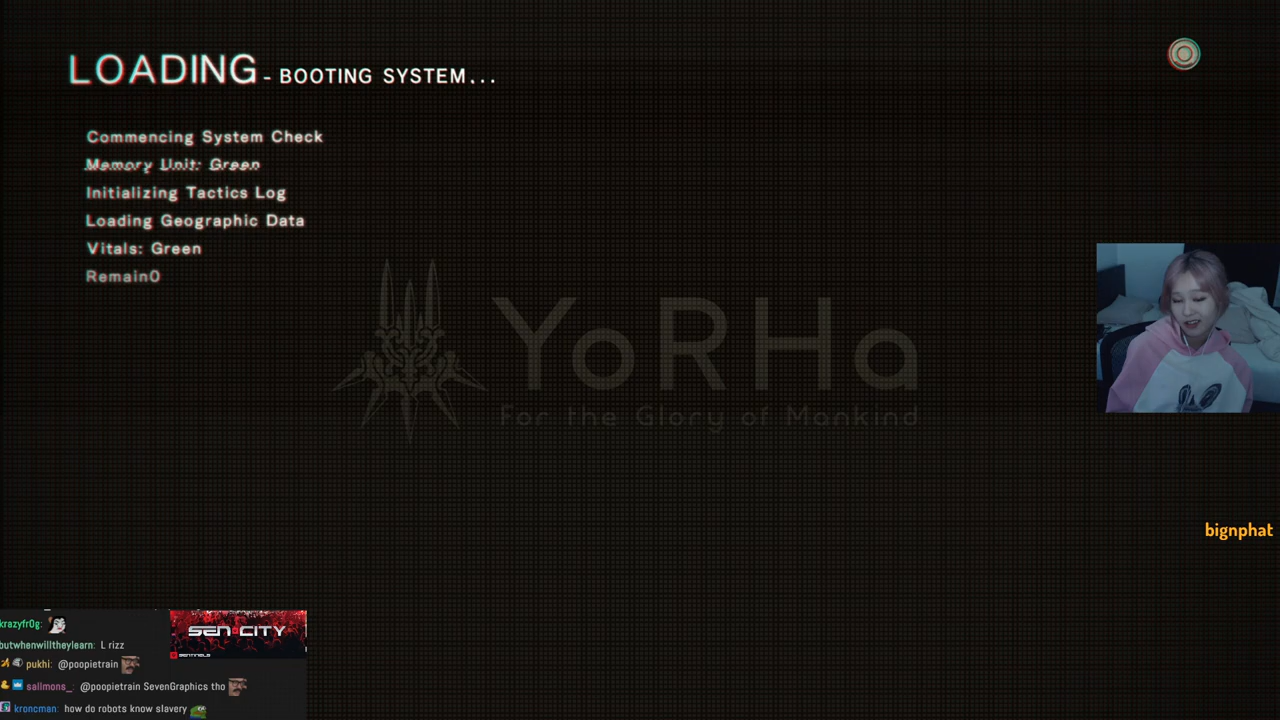 LOADING - BOOTING SYSTEM...
Commencing System Check
Memory Unit: Green
Initializing Tactics Log
Loading Geographic Data
Vitals: Green
Remain0
YoRHa
For the Glory of Mankind
bignphat
krazyfr0g:
butwhenwilltheylearn: L rizz
pukhi: @poopietrain
sallmons_: @poopietrain SevenGraphics tho
kroncman: how do robots know slavery
SEN CITY
SENTINELS